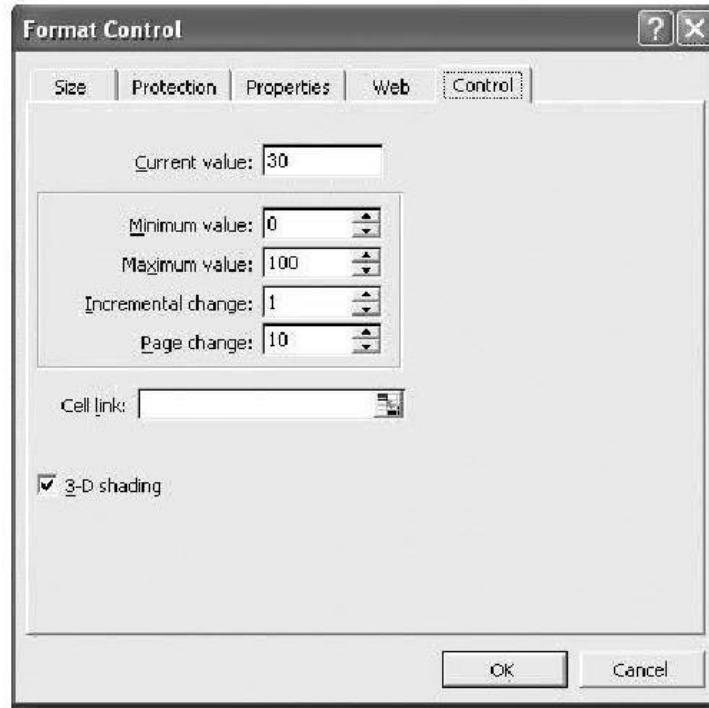 Format Control
Size Protection Properties Web Control
Current value: 30
Minimum value: 0
Maximum value: 100
Incremental change: 1
Page change: 10
Cell link:
3-D shading
OK Cancel